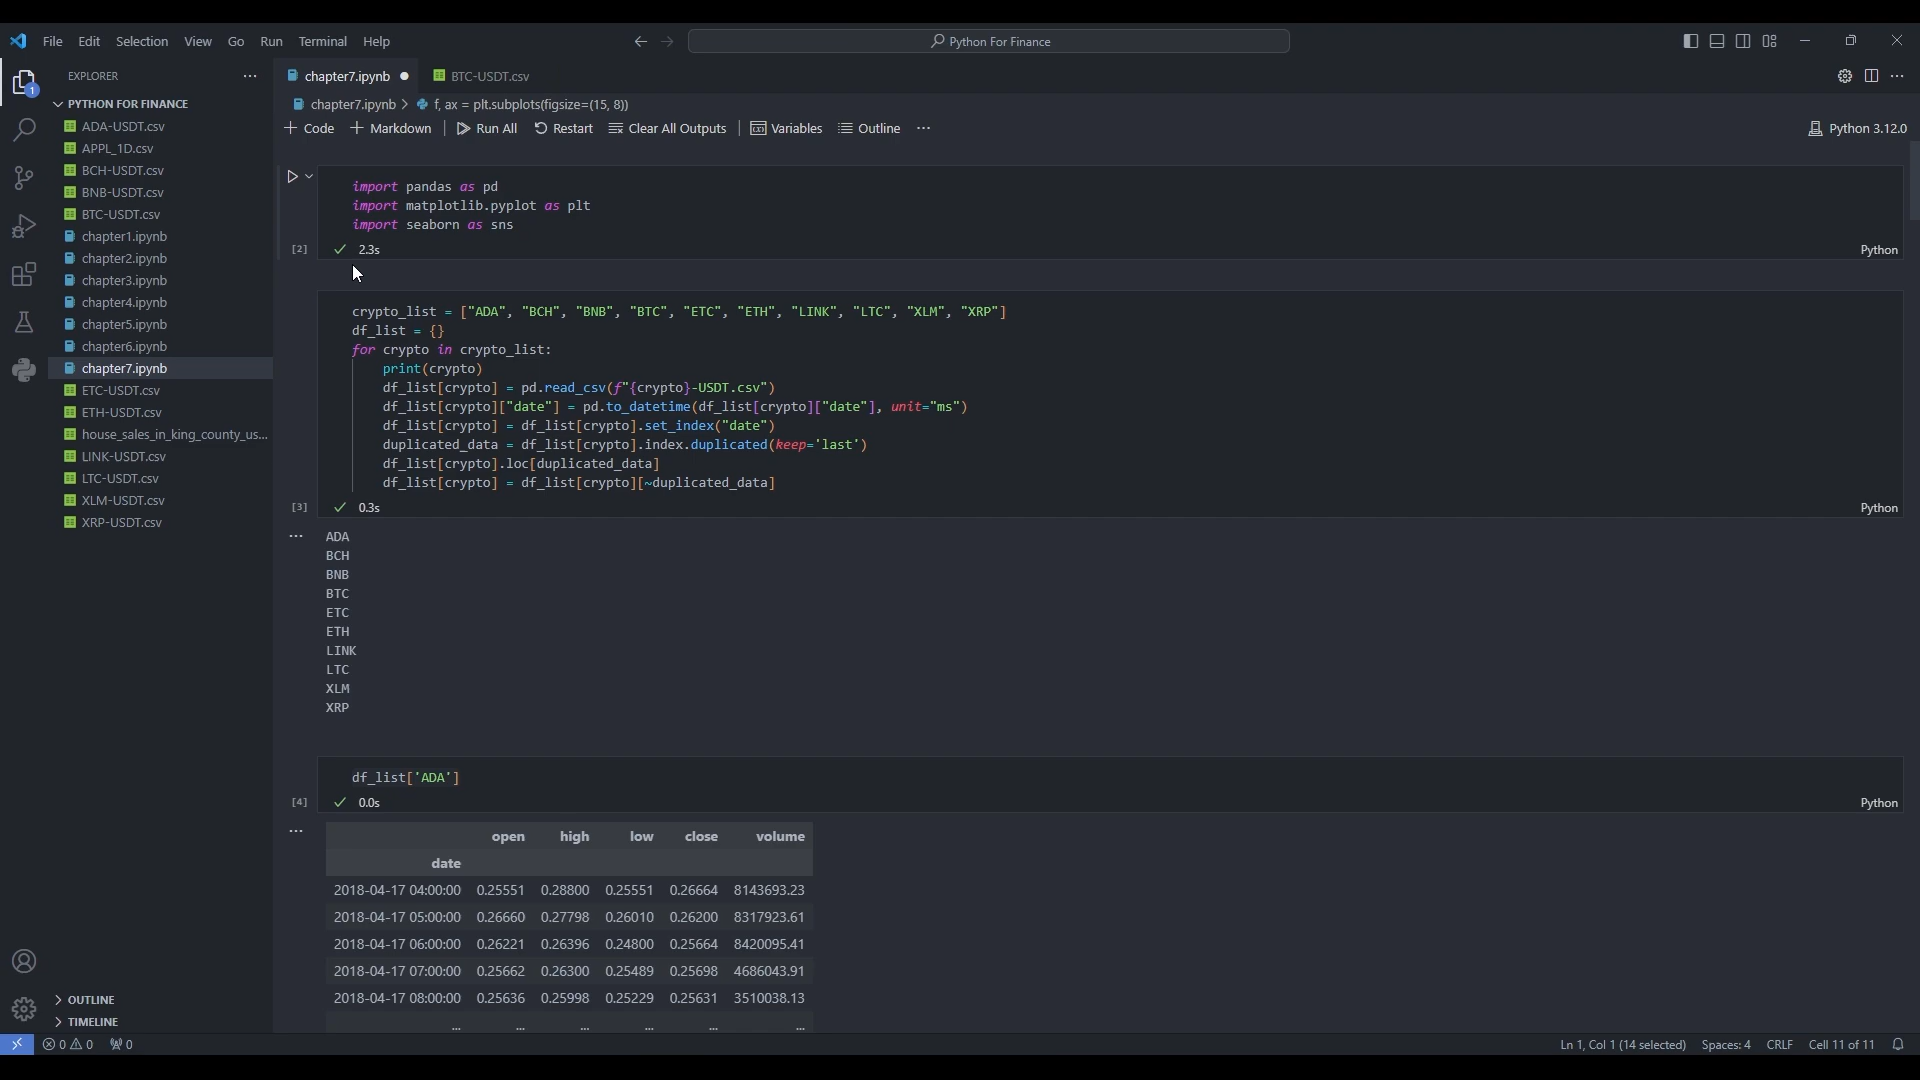 File Edit Selection View Go Run Terminal Help
Python For Finance
EXPLORER
PYTHON FOR FINANCE
ADA-USDT.csv
APPL_1D.csv
BCH-USDT.csv
BNB-USDT.csv
BTC-USDT.csv
chapter1.ipynb
chapter2.ipynb
chapter3.ipynb
chapter4.ipynb
chapter5.ipynb
chapter6.ipynb
chapter7.ipynb
ETC-USDT.csv
ETH-USDT.csv
house_sales_in_king_county_us...
LINK-USDT.csv
LTC-USDT.csv
XLM-USDT.csv
XRP-USDT.csv
OUTLINE
TIMELINE
1
chapter7.ipynb BTC-USDT.csv
chapter7.ipynb > f, ax = plt.subplots(figsize=(15, 8))
Code Markdown Run All Restart Clear All Outputs Variables Outline ...
Python 3.12.0
import pandas as pd
import matplotlib.pyplot as plt
import seaborn as sns
[2] 2.3s Python
crypto_list = ["ADA", "BCH", "BNB", "BTC", "ETC", "ETH", "LINK", "LTC", "XLM", "XRP"]
df_list = {}
for crypto in crypto_list:
print(crypto)
df_list[crypto] = pd.read_csv(f"{crypto}-USDT.csv")
df_list[crypto]["date"] = pd.to_datetime(df_list[crypto]["date"], unit="ms")
df_list[crypto] = df_list[crypto].set_index("date")
duplicated_data = df_list[crypto].index.duplicated(keep='last')
df_list[crypto].loc[duplicated_data]
df_list[crypto] = df_list[crypto][~duplicated_data]
[3] 0.3s Python
... ADA
BCH
BNB
BTC
ETC
ETH
LINK
LTC
XLM
XRP
df_list['ADA']
[4] 0.0s Python
... open high low close volume
date
2018-04-17 04:00:00 0.25551 0.28800 0.25551 0.26664 8143693.23
2018-04-17 05:00:00 0.26660 0.27798 0.26010 0.26200 8317923.61
2018-04-17 06:00:00 0.26221 0.26396 0.24800 0.25664 8420095.41
2018-04-17 07:00:00 0.25662 0.26300 0.25489 0.25698 4686043.91
2018-04-17 08:00:00 0.25636 0.25998 0.25229 0.25631 3510038.13
... ... ... ... ... ...
0 0 0
Ln 1, Col 1 (14 selected) Spaces: 4 CRLF Cell 11 of 11